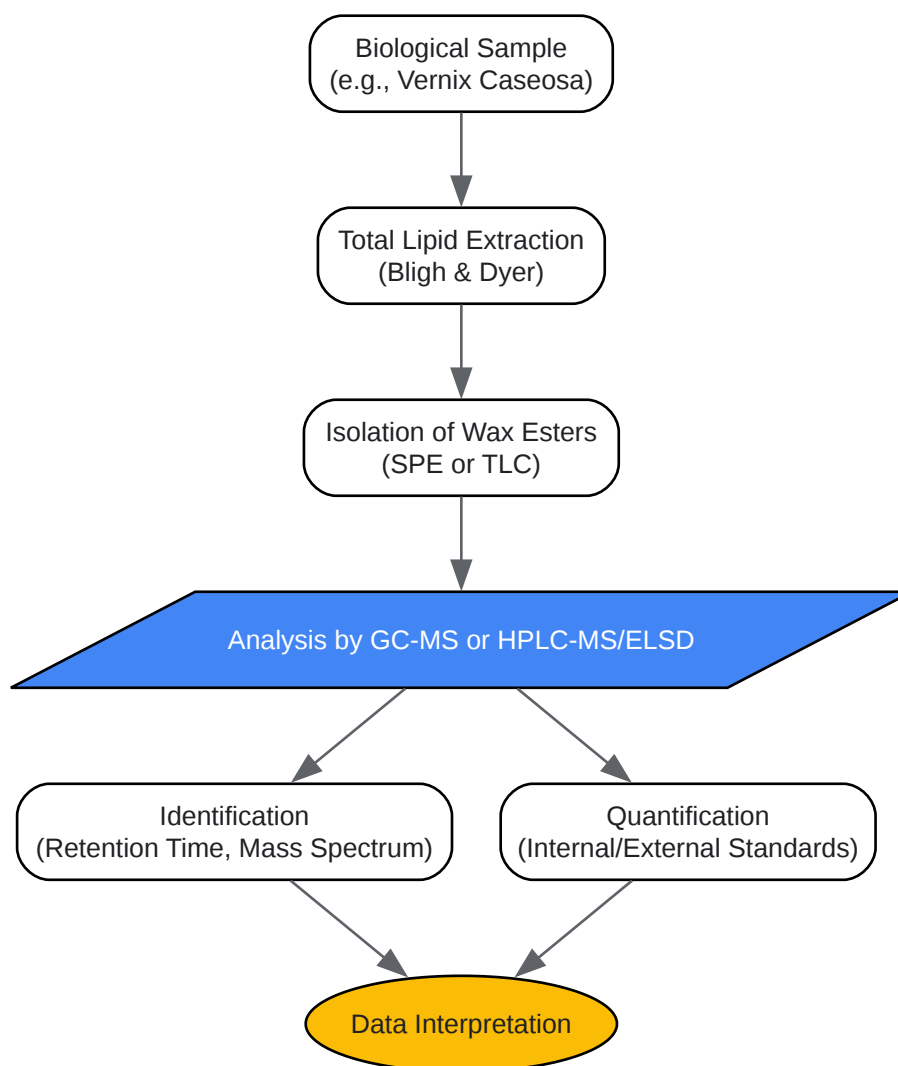 Biological Sample
(e.g., Vernix Caseosa)
Total Lipid Extraction
(Bligh & Dyer)
Isolation of Wax Esters
(SPE or TLC)
Analysis by GC-MS or HPLC-MS/ELSD
Identification
(Retention Time, Mass Spectrum)
Quantification
(Internal/External Standards)
Data Interpretation